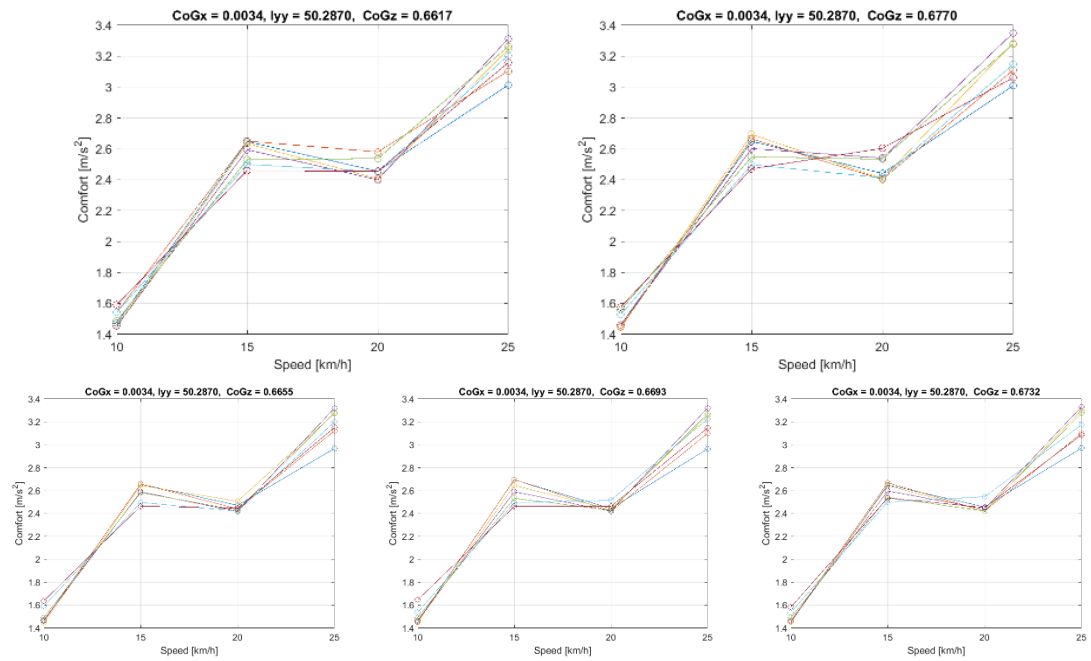 CoGx = 0.0034, Iyy = 50.2870, CoGz = 0.6617
3.4
3.2
3
2.8
2.6
2.4
2.2
2
1.8
1.6
1.4
Comfort [m/s²]
10 15 20 25
Speed [km/h]
CoGx = 0.0034, Iyy = 50.2870, CoGz = 0.6770
3.4
3.2
3
2.8
2.6
2.4
2.2
2
1.8
1.6
1.4
Comfort [m/s²]
10 15 20 25
Speed [km/h]
CoGx = 0.0034, Iyy = 50.2870, CoGz = 0.6655
3.4
3.2
3
2.8
2.6
2.4
2.2
2
1.8
1.6
1.4
Comfort [m/s²]
10 15 20 25
Speed [km/h]
CoGx = 0.0034, Iyy = 50.2870, CoGz = 0.6693
3.4
3.2
3
2.8
2.6
2.4
2.2
2
1.8
1.6
1.4
Comfort [m/s²]
10 15 20 25
Speed [km/h]
CoGx = 0.0034, Iyy = 50.2870, CoGz = 0.6732
3.4
3.2
3
2.8
2.6
2.4
2.2
2
1.8
1.6
1.4
Comfort [m/s²]
10 15 20 25
Speed [km/h]